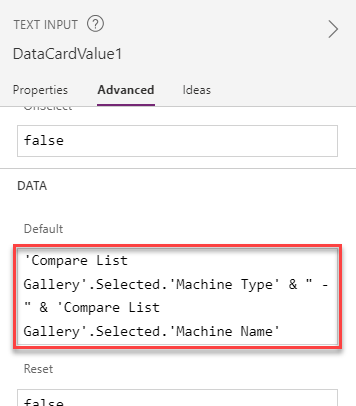 TEXT INPUT ?
DataCardValue1
Properties Advanced Ideas
OnSelect
false
DATA
Default
'Compare List
Gallery'.Selected.'Machine Type' & " -
" & 'Compare List
Gallery'.Selected.'Machine Name'
Reset
false